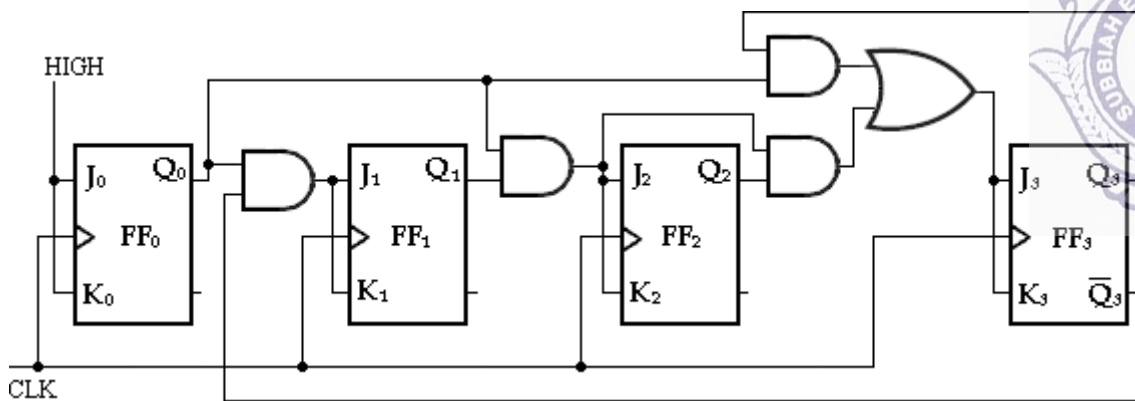 HIGH
J₀ Q₀
FF₀
K₀
J₁ Q₁
FF₁
K₁
J₂ Q₂
FF₂
K₂
J₃ Q₃
FF₃
K₃ Q̅₃
CLK
SUBBIAH